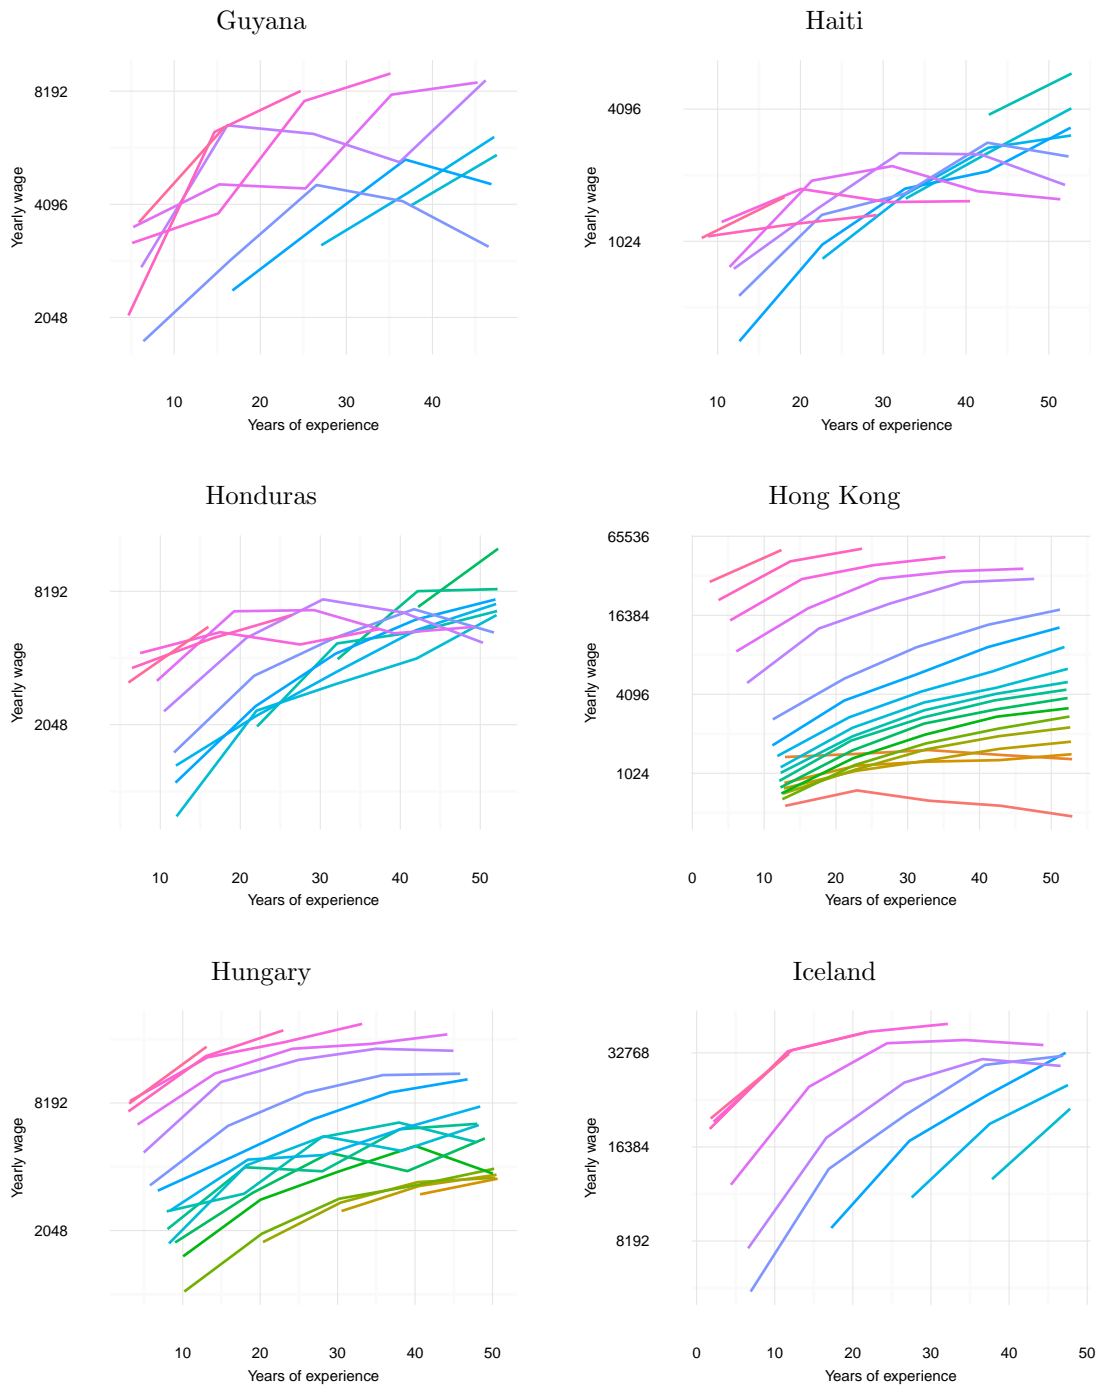 Guyana
8192
4096
2048
Yearly wage
10 20 30 40
Years of experience
Haiti
4096
1024
Yearly wage
10 20 30 40 50
Years of experience
Honduras
8192
2048
Yearly wage
10 20 30 40 50
Years of experience
Hong Kong
65536
16384
4096
1024
Yearly wage
0 10 20 30 40 50
Years of experience
Hungary
8192
2048
Yearly wage
10 20 30 40 50
Years of experience
Iceland
32768
16384
8192
Yearly wage
0 10 20 30 40 50
Years of experience